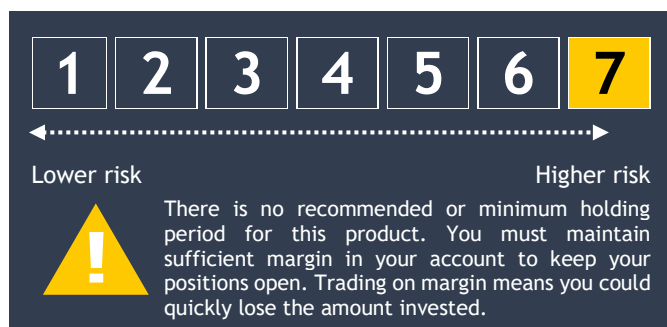 1 2 3 4 5 6 7
Lower risk Higher risk
!
There is no recommended or minimum holding
period for this product. You must maintain
sufficient margin in your account to keep your
positions open. Trading on margin means you could
quickly lose the amount invested.